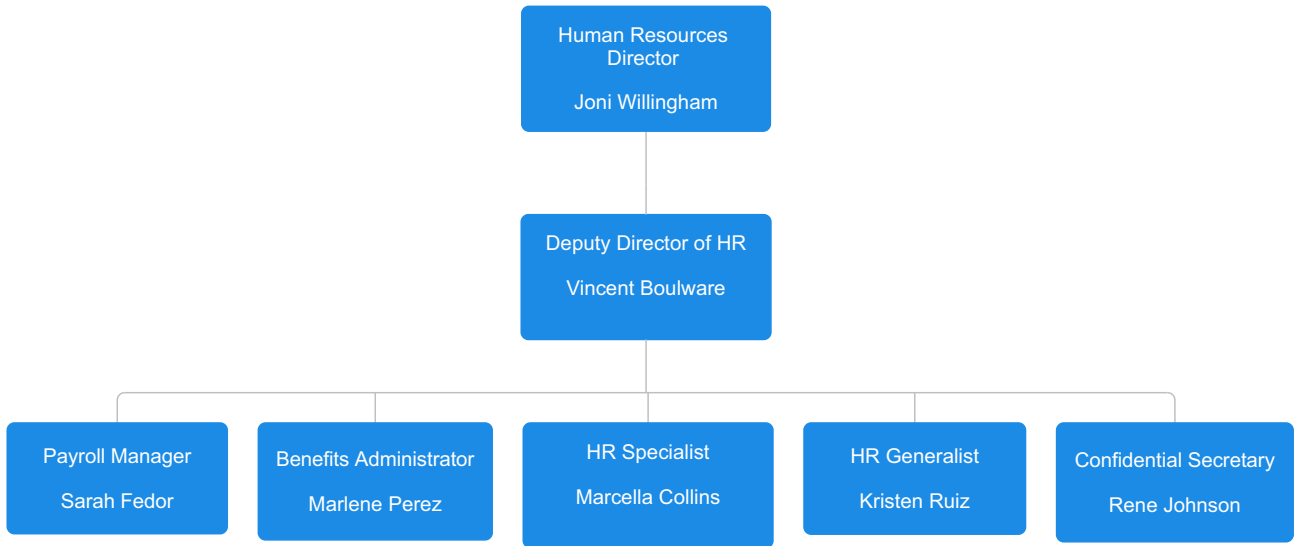 Human Resources
Director
Joni Willingham
Deputy Director of HR
Vincent Boulware
Payroll Manager
Sarah Fedor
Benefits Administrator
Marlene Perez
HR Specialist
Marcella Collins
HR Generalist
Kristen Ruiz
Confidential Secretary
Rene Johnson